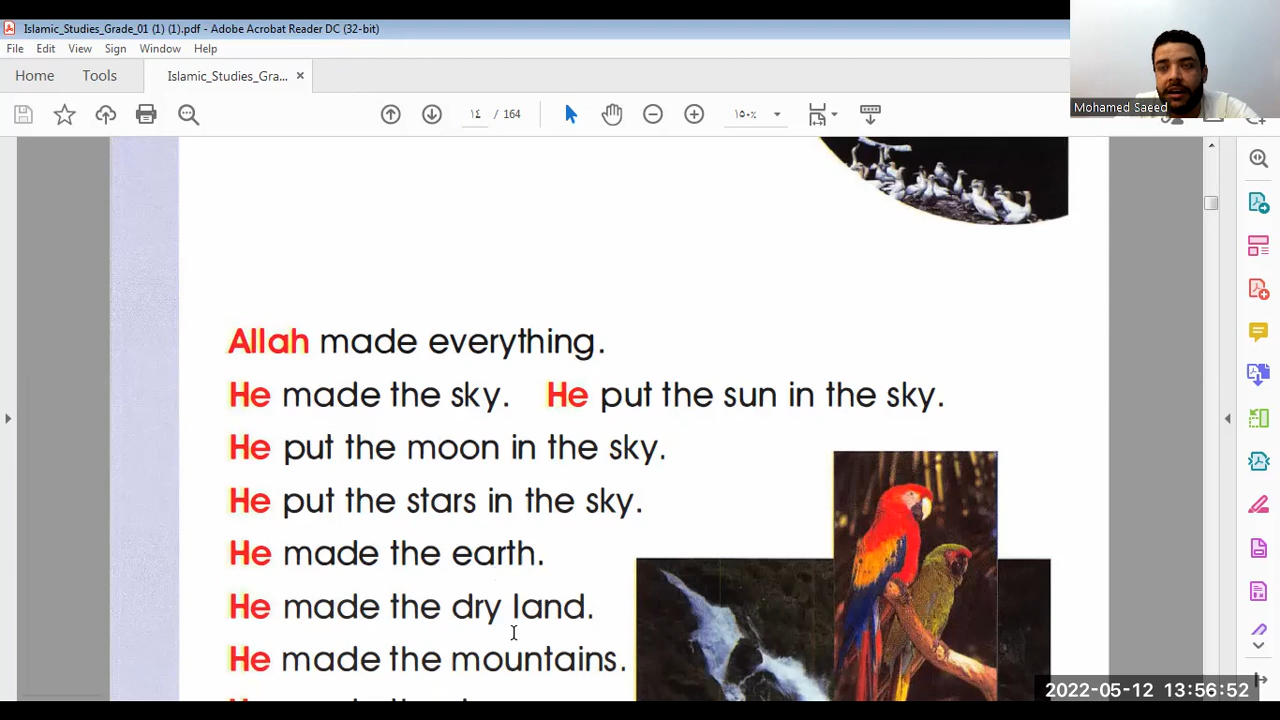 Islamic_Studies_Grade_01 (1) (1).pdf - Adobe Acrobat Reader DC (32-bit)
File Edit View Sign Window Help
Home Tools Islamic_Studies_Gra... ×
١ / 164
١٥٠%
Mohamed Saeed
Allah made everything.
He made the sky. He put the sun in the sky.
He put the moon in the sky.
He put the stars in the sky.
He made the earth.
He made the dry land.
He made the mountains.
2022-05-12 13:56:52